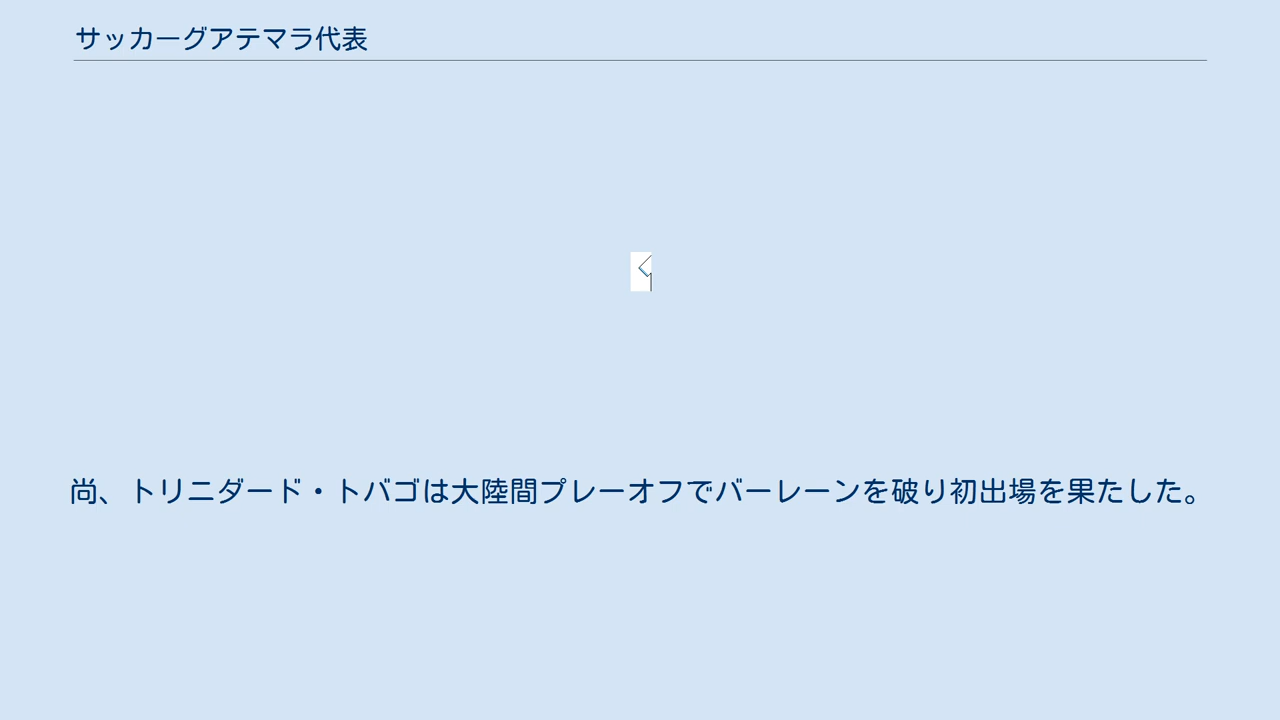 サッカーグアテマラ代表
尚、トリニダード・トバゴは大陸間プレーオフでバーレーンを破り初出場を果たした。